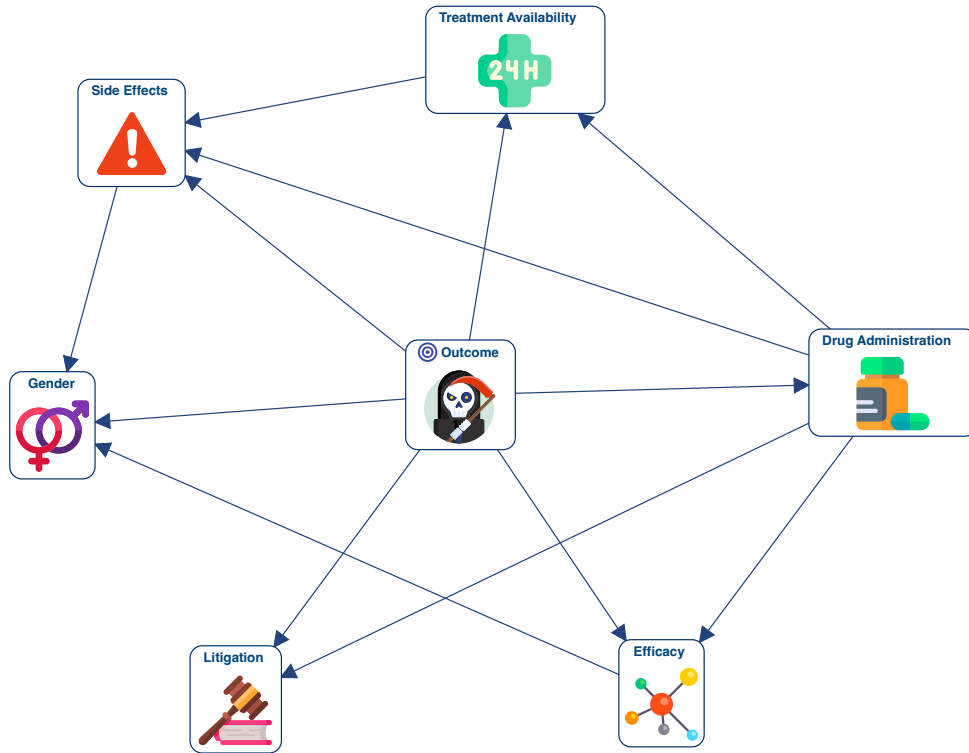 Treatment Availability
24H
Side Effects
Outcome
Drug Administration
Gender
Litigation
Efficacy